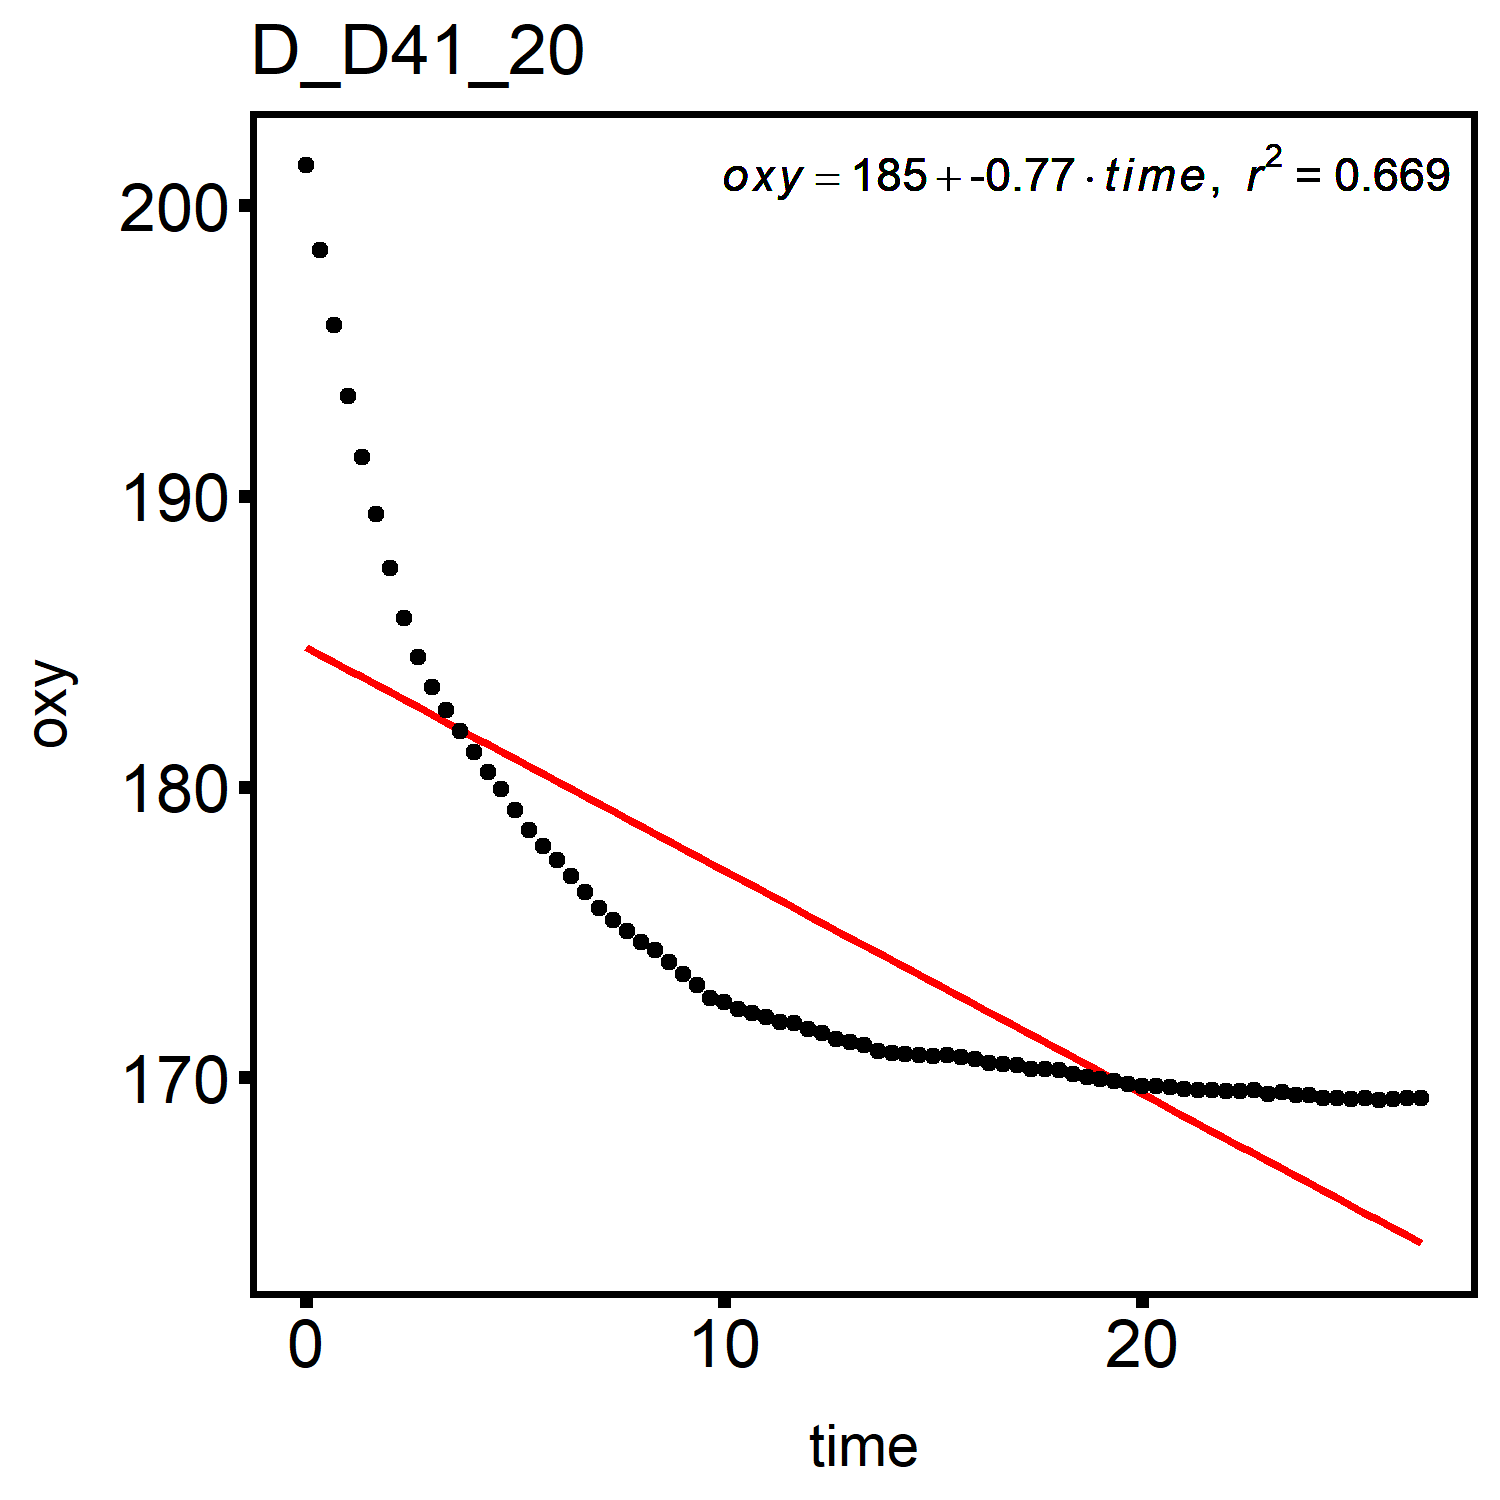 D_D41_20
oxy = 185 + -0.77 · time, r² = 0.669
200
190
180
170
oxy
0 10 20
time